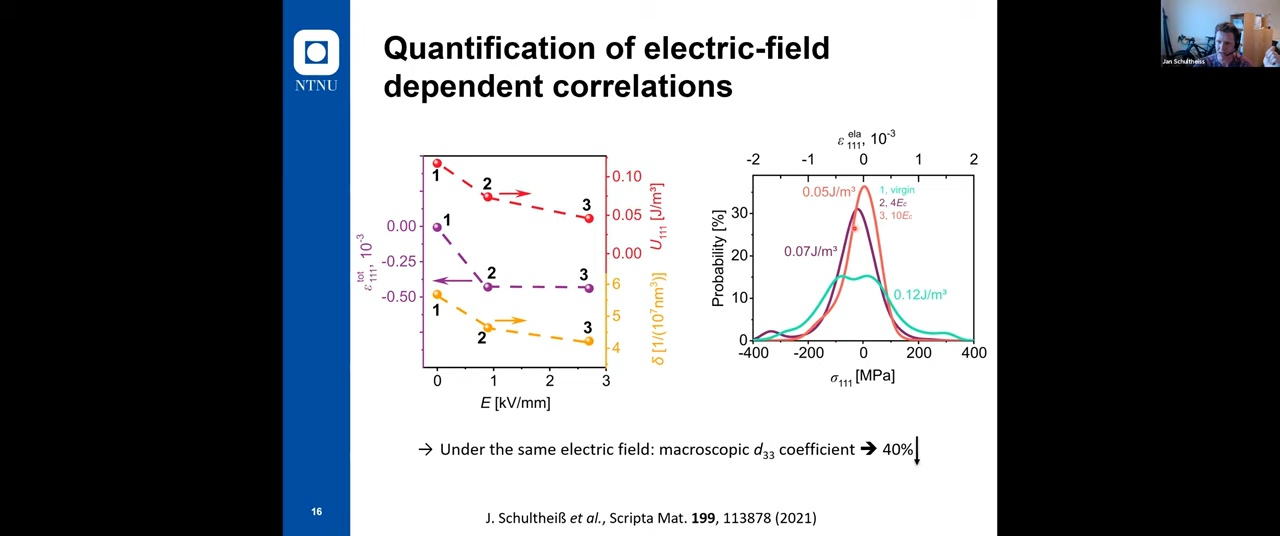 Jan Schultheiss
NTNU
Quantification of electric-field
dependent correlations
1
2
3
1
2
3
1
2
3
0.00
-0.25
-0.50
ε tot 111, 10-3
0.10
0.05
0.00
U111 [J/m³]
6
5
4
δ [1/(10⁷nm³)]
0 1 2 3
E [kV/mm]
ε ela 111, 10-3
-2 -1 0 1 2
0.05J/m³
1, virgin
2, 4Ec
3, 10Ec
0.07J/m³
0.12J/m³
30
20
10
0
Probability [%]
-400 -200 0 200 400
σ111 [MPa]
→ Under the same electric field: macroscopic d33 coefficient ➔ 40%↓
16
J. Schultheiß et al., Scripta Mat. 199, 113878 (2021)